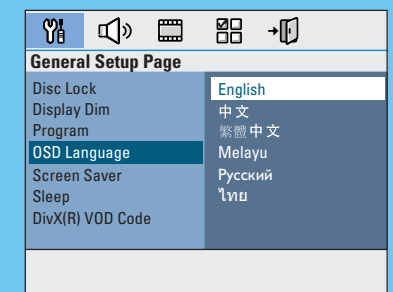 General Setup Page
Disc Lock
Display Dim
Program
OSD Language
Screen Saver
Sleep
DivX(R) VOD Code
English
中文
繁體中文
Melayu
Русский
ไทย